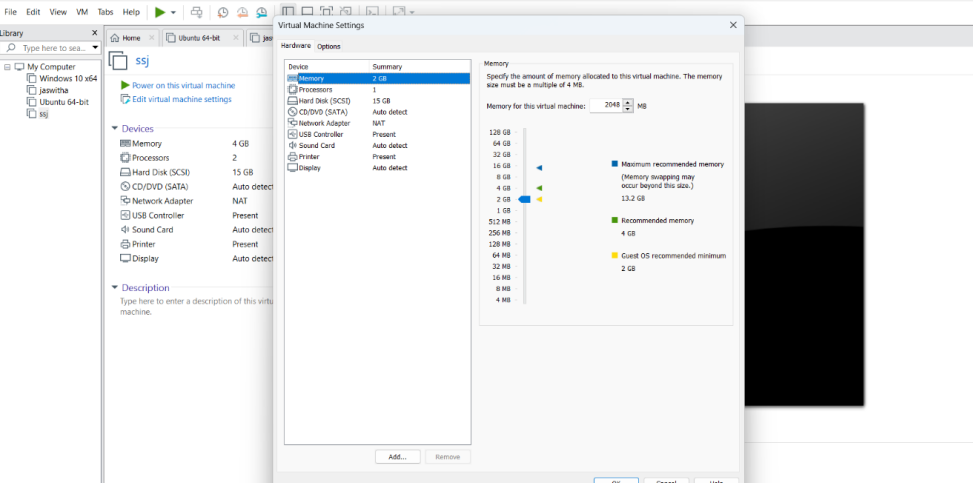 File Edit View VM Tabs Help
Library
Type here to sea...
My Computer
Windows 10 x64
jaswitha
Ubuntu 64-bit
ssj
Home
Ubuntu 64-bit
ssj
Power on this virtual machine
Edit virtual machine settings
Devices
Memory 4 GB
Processors 2
Hard Disk (SCSI) 15 GB
CD/DVD (SATA) Auto detect
Network Adapter NAT
USB Controller Present
Sound Card Auto detect
Printer Present
Display Auto detect
Description
Type here to enter a description of this virtu
machine.
Virtual Machine Settings
Hardware Options
Device Summary
Memory 2 GB
Processors 1
Hard Disk (SCSI) 15 GB
CD/DVD (SATA) Auto detect
Network Adapter NAT
USB Controller Present
Sound Card Auto detect
Printer Present
Display Auto detect
Add... Remove
Memory
Specify the amount of memory allocated to this virtual machine. The memory
size must be a multiple of 4 MB.
Memory for this virtual machine: 2048 MB
128 GB
64 GB
32 GB
16 GB
8 GB
4 GB
2 GB
1 GB
512 MB
256 MB
128 MB
64 MB
32 MB
16 MB
8 MB
4 MB
Maximum recommended memory
(Memory swapping may
occur beyond this size.)
13.2 GB
Recommended memory
4 GB
Guest OS recommended minimum
2 GB
OK Cancel Help